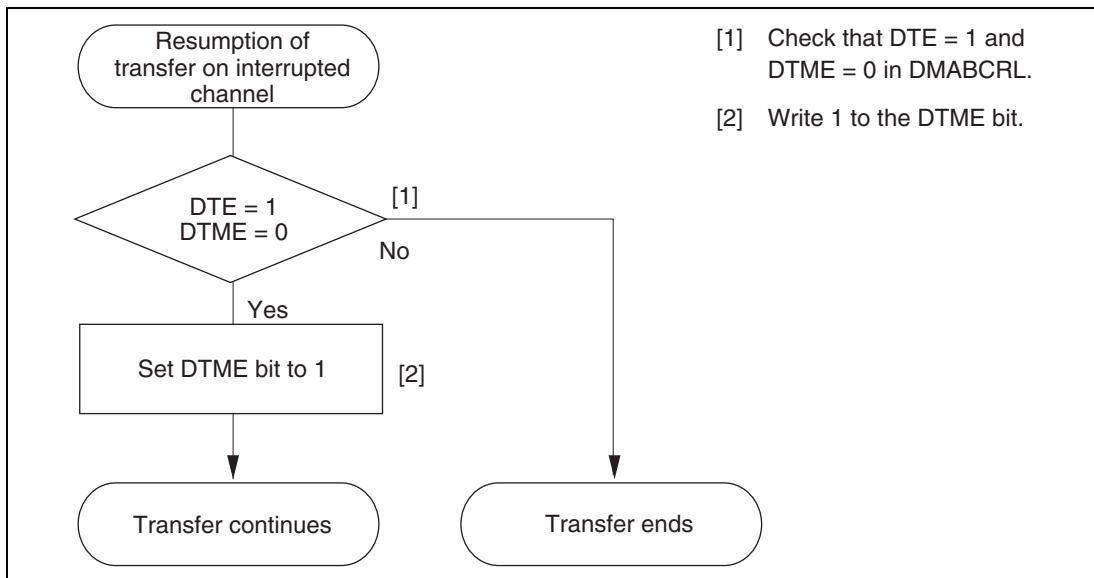 Resumption of
transfer on interrupted
channel
[1]
DTE = 1
DTME = 0
No
Yes
Set DTME bit to 1
[2]
Transfer continues
Transfer ends
[1] Check that DTE = 1 and
DTME = 0 in DMABCRL.
[2] Write 1 to the DTME bit.